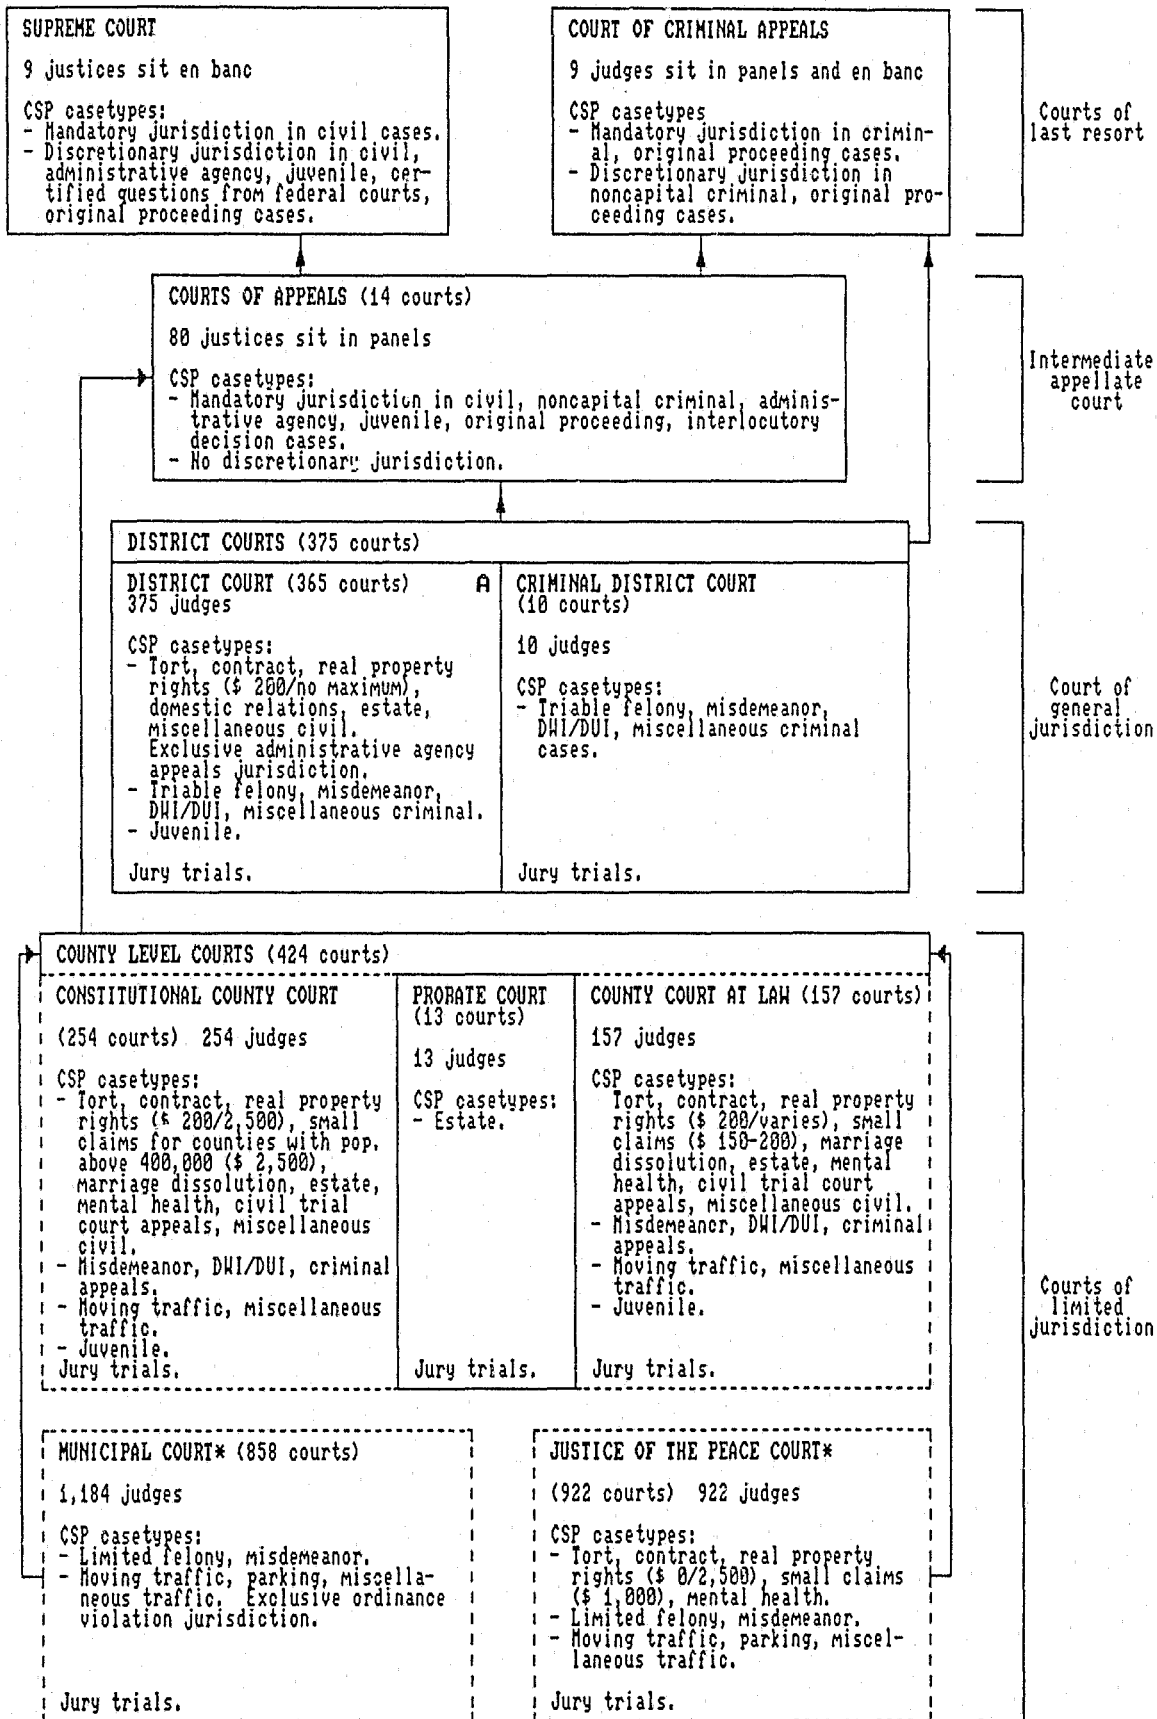 SUPREME COURT
9 justices sit en banc
CSP casetypes:
- Mandatory jurisdiction in civil cases.
- Discretionary jurisdiction in civil,
administrative agency, juvenile, cer-
tified questions from federal courts,
original proceeding cases.
COURT OF CRIMINAL APPEALS
9 judges sit in panels and en banc
CSP casetypes
- Mandatory jurisdiction in crimin-
al, original proceeding cases.
- Discretionary jurisdiction in
noncapital criminal, original pro-
ceeding cases.
Courts of
last resort
COURTS OF APPEALS (14 courts)
80 justices sit in panels
CSP casetypes:
- Mandatory jurisdiction in civil, noncapital criminal, adminis-
trative agency, juvenile, original proceeding, interlocutory
decision cases.
- No discretionary jurisdiction.
Intermediate
appellate
court
DISTRICT COURTS (375 courts)
DISTRICT COURT (365 courts) A
375 judges
CSP casetypes:
- Tort, contract, real property
rights ($ 200/no maximum),
domestic relations, estate,
miscellaneous civil.
Exclusive administrative agency
appeals jurisdiction.
- Triable felony, misdemeanor,
DWI/DUI, miscellaneous criminal.
- Juvenile.
Jury trials.
CRIMINAL DISTRICT COURT
(10 courts)
10 judges
CSP casetypes:
- Triable felony, misdemeanor,
DWI/DUI, miscellaneous criminal
cases.
Jury trials.
Court of
general
jurisdiction
COUNTY LEVEL COURTS (424 courts)
CONSTITUTIONAL COUNTY COURT
(254 courts) 254 judges
CSP casetypes:
- Tort, contract, real property
rights ($ 200/2,500), small
claims for counties with pop.
above 400,000 ($ 2,500),
marriage dissolution, estate,
mental health, civil trial
court appeals, miscellaneous
civil.
- Misdemeanor, DWI/DUI, criminal
appeals.
- Moving traffic, miscellaneous
traffic.
- Juvenile.
Jury trials.
PROBATE COURT
(13 courts)
13 judges
CSP casetypes:
- Estate.
Jury trials.
COUNTY COURT AT LAW (157 courts)
157 judges
CSP casetypes:
Tort, contract, real property
rights ($ 200/varies), small
claims ($ 150-200), marriage
dissolution, estate, mental
health, civil trial court
appeals, miscellaneous civil.
- Misdemeanor, DWI/DUI, criminal
appeals.
- Moving traffic, miscellaneous
traffic.
- Juvenile.
Jury trials.
Courts of
limited
jurisdiction
MUNICIPAL COURT* (858 courts)
1,184 judges
CSP casetypes:
- Limited felony, misdemeanor.
- Moving traffic, parking, miscella-
neous traffic. Exclusive ordinance
violation jurisdiction.
Jury trials.
JUSTICE OF THE PEACE COURT*
(922 courts) 922 judges
CSP casetypes:
- Tort, contract, real property
rights ($ 0/2,500), small claims
($ 1,000), mental health.
- Limited felony, misdemeanor.
- Moving traffic, parking, miscel-
laneous traffic.
Jury trials.